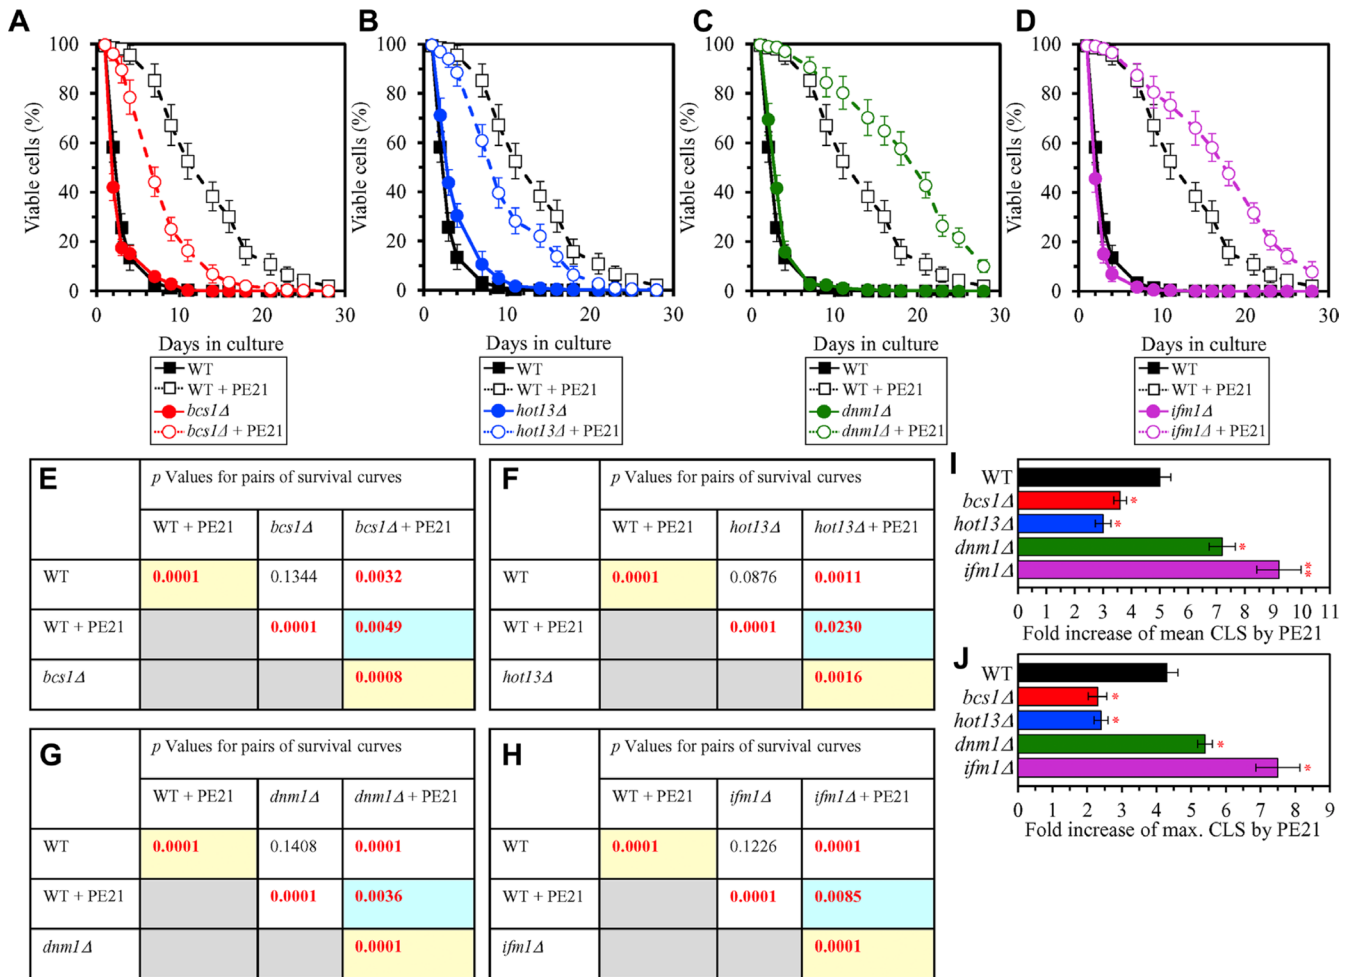 A
B
C
D
Viable cells (%)
100
80
60
40
20
0
0 10 20 30
Days in culture
WT
WT + PE21
bcs1Δ
bcs1Δ + PE21
Viable cells (%)
100
80
60
40
20
0
0 10 20 30
Days in culture
WT
WT + PE21
hot13Δ
hot13Δ + PE21
Viable cells (%)
100
80
60
40
20
0
0 10 20 30
Days in culture
WT
WT + PE21
dnm1Δ
dnm1Δ + PE21
Viable cells (%)
100
80
60
40
20
0
0 10 20 30
Days in culture
WT
WT + PE21
ifm1Δ
ifm1Δ + PE21
E
p Values for pairs of survival curves
WT + PE21 bcs1Δ bcs1Δ + PE21
WT 0.0001 0.1344 0.0032
WT + PE21 0.0001 0.0049
bcs1Δ 0.0008
F
p Values for pairs of survival curves
WT + PE21 hot13Δ hot13Δ + PE21
WT 0.0001 0.0876 0.0011
WT + PE21 0.0001 0.0230
hot13Δ 0.0016
G
p Values for pairs of survival curves
WT + PE21 dnm1Δ dnm1Δ + PE21
WT 0.0001 0.1408 0.0001
WT + PE21 0.0001 0.0036
dnm1Δ 0.0001
H
p Values for pairs of survival curves
WT + PE21 ifm1Δ ifm1Δ + PE21
WT 0.0001 0.1226 0.0001
WT + PE21 0.0001 0.0085
ifm1Δ 0.0001
I
WT
bcs1Δ *
hot13Δ *
dnm1Δ *
ifm1Δ **
0 1 2 3 4 5 6 7 8 9 10 11
Fold increase of mean CLS by PE21
J
WT
bcs1Δ *
hot13Δ *
dnm1Δ *
ifm1Δ *
0 1 2 3 4 5 6 7 8 9
Fold increase of max. CLS by PE21